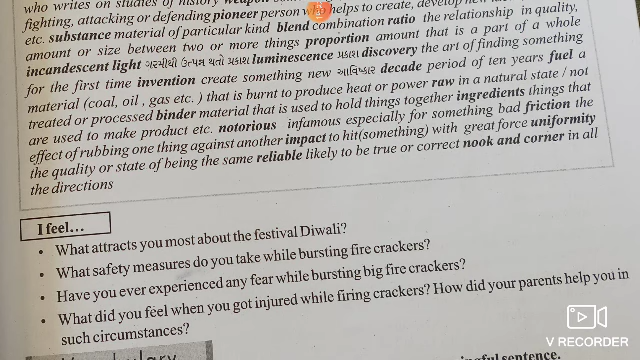 who writes on studies of history
fighting, attacking or defending pioneer person helps to create, develop new
etc. substance material of particular kind blend combination ratio the relationship in quality,
amount or size between two or more things proportion amount that is a part of a whole
incandescent light ગરમીથી ઉત્પન્ન થતો પ્રકાશ luminescence પ્રકાશ discovery the art of finding something
for the first time invention create something new આવિષ્કાર decade period of ten years fuel a
material (coal, oil , gas etc. ) that is burnt to produce heat or power raw in a natural state / not
treated or processed binder material that is used to hold things together ingredients things that
are used to make product etc. notorious infamous especially for something bad friction the
effect of rubbing one thing against another impact to hit(something) with great force uniformity
the quality or state of being the same reliable likely to be true or correct nook and corner in all
the directions
I feel...
• What attracts you most about the festival Diwali?
• What safety measures do you take while bursting fire crackers?
• Have you ever experienced any fear while bursting big fire crackers?
• What did you feel when you got injured while firing crackers? How did your parents help you in
such circumstances?
sentence.
V RECORDER